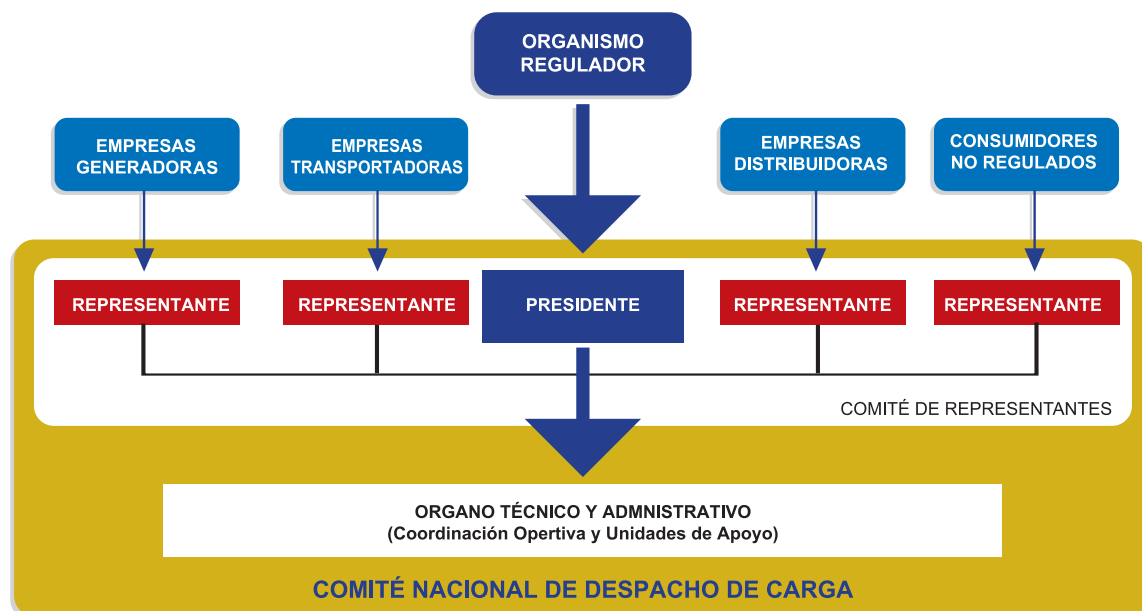 ORGANISMO
REGULADOR
EMPRESAS
GENERADORAS
EMPRESAS
TRANSPORTADORAS
EMPRESAS
DISTRIBUIDORAS
CONSUMIDORES
NO REGULADOS
REPRESENTANTE
REPRESENTANTE
PRESIDENTE
REPRESENTANTE
REPRESENTANTE
COMITÉ DE REPRESENTANTES
ORGANO TÉCNICO Y ADMNISTRATIVO
(Coordinación Opertiva y Unidades de Apoyo)
COMITÉ NACIONAL DE DESPACHO DE CARGA